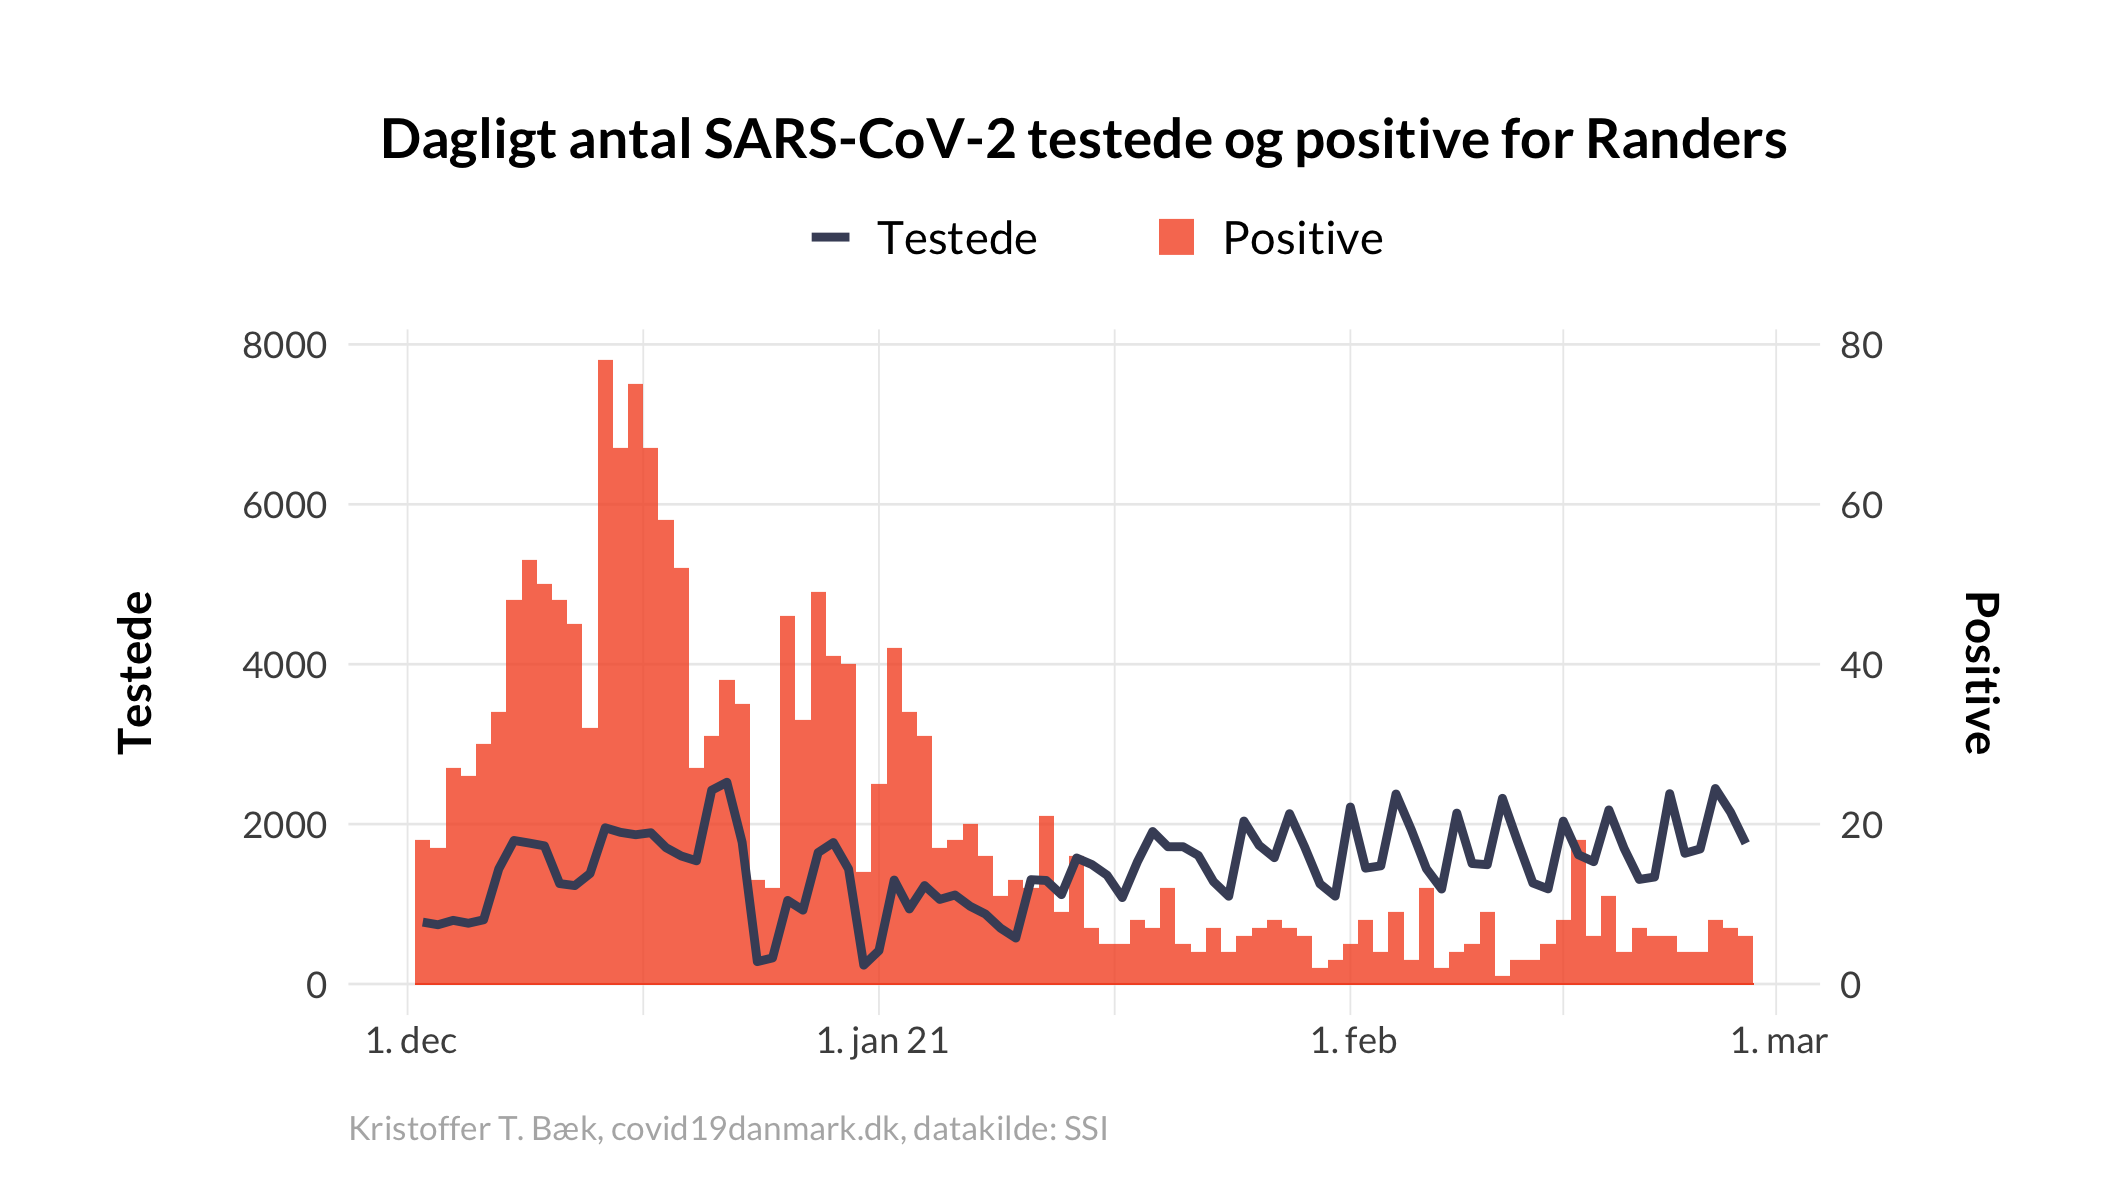 Dagligt antal SARS-CoV-2 testede og positive for Randers
Testede Positive
8000 80
6000 60
4000 40
2000 20
0 0
Testede
Positive
1. dec 1. jan 21 1. feb 1. mar
Kristoffer T. Bæk, covid19danmark.dk, datakilde: SSI